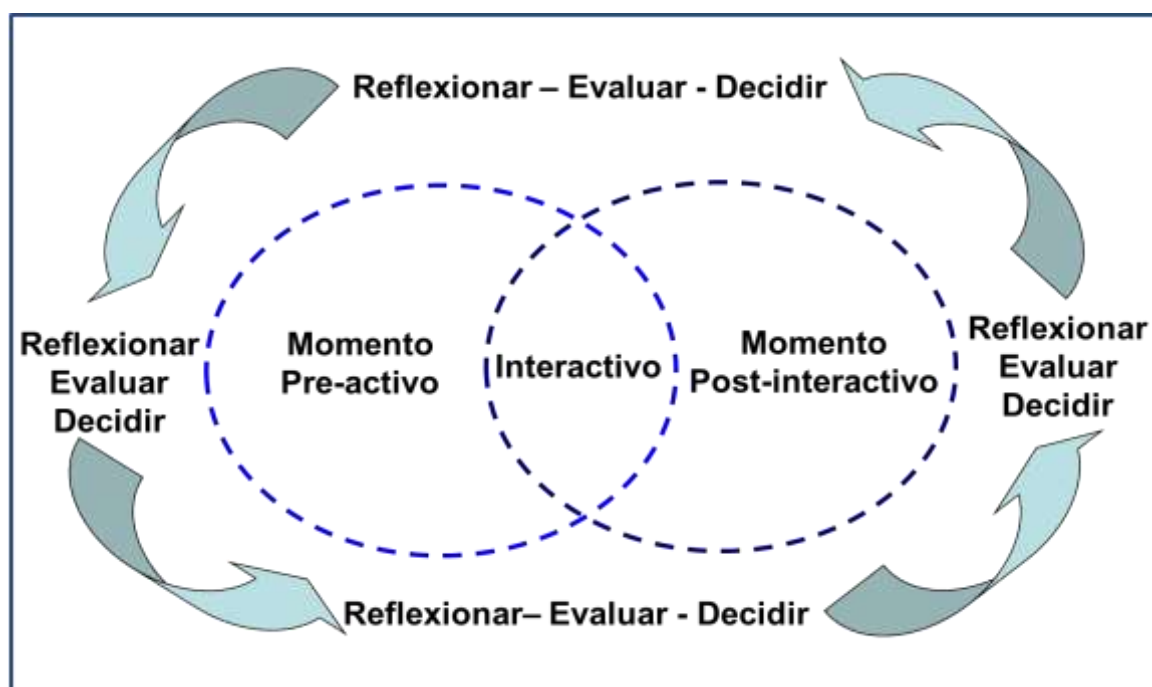 Reflexionar – Evaluar - Decidir
Reflexionar
Evaluar
Decidir
Momento
Pre-activo
Interactivo
Momento
Post-interactivo
Reflexionar
Evaluar
Decidir
Reflexionar– Evaluar - Decidir